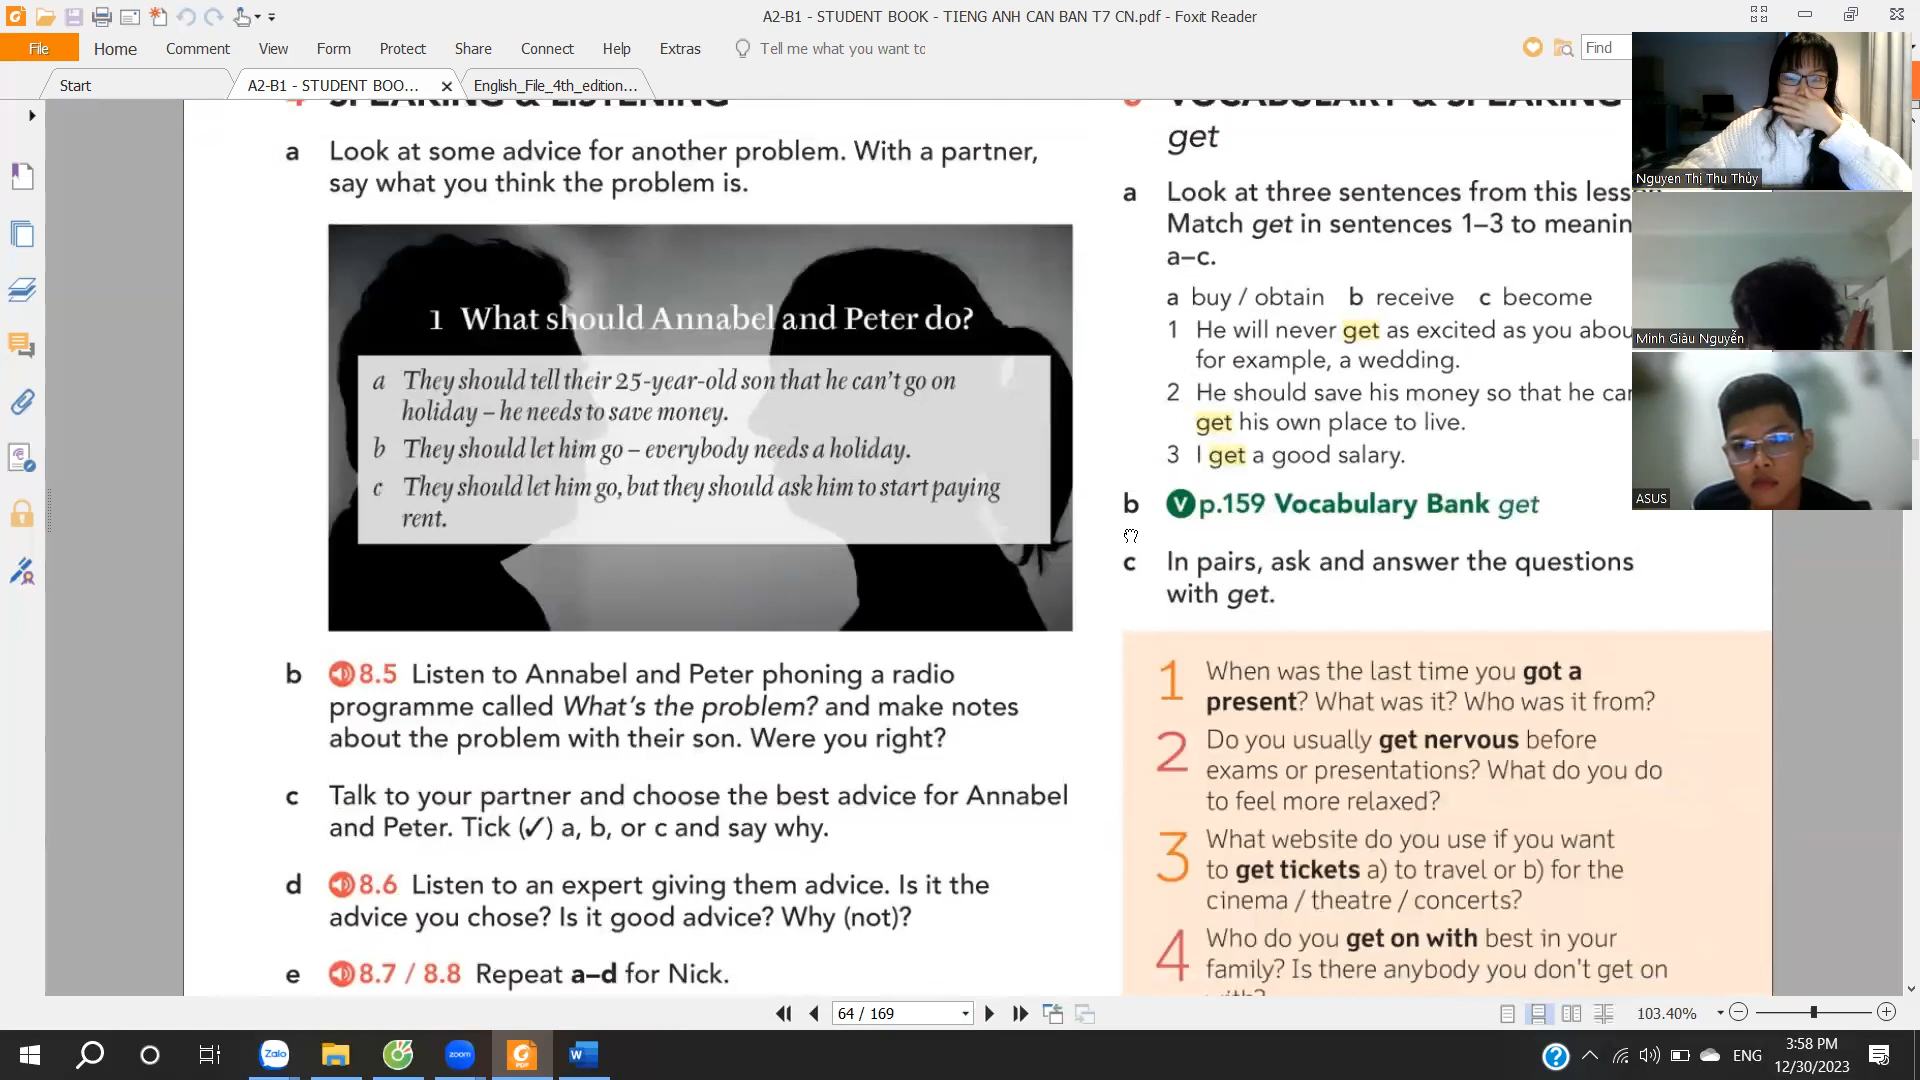 A2-B1 - STUDENT BOOK - TIENG ANH CAN BAN T7 CN.pdf - Foxit Reader
File Home Comment View Form Protect Share Connect Help Extras Tell me what you want to Find
Start A2-B1 - STUDENT BOO... English_File_4th_edition...
4 SPEAKING & LISTENING
a Look at some advice for another problem. With a partner,
say what you think the problem is.
1 What should Annabel and Peter do?
a They should tell their 25-year-old son that he can't go on
holiday – he needs to save money.
b They should let him go – everybody needs a holiday.
c They should let him go, but they should ask him to start paying
rent.
b 8.5 Listen to Annabel and Peter phoning a radio
programme called What's the problem? and make notes
about the problem with their son. Were you right?
c Talk to your partner and choose the best advice for Annabel
and Peter. Tick (✓) a, b, or c and say why.
d 8.6 Listen to an expert giving them advice. Is it the
advice you chose? Is it good advice? Why (not)?
e 8.7 / 8.8 Repeat a–d for Nick.
VOCABULARY & SPEAKING
get
a Look at three sentences from this less
Match get in sentences 1–3 to meanin
a–c.
a buy / obtain b receive c become
1 He will never get as excited as you abou
for example, a wedding.
2 He should save his money so that he can
get his own place to live.
3 I get a good salary.
b V p.159 Vocabulary Bank get
c In pairs, ask and answer the questions
with get.
1 When was the last time you got a
present? What was it? Who was it from?
2 Do you usually get nervous before
exams or presentations? What do you do
to feel more relaxed?
3 What website do you use if you want
to get tickets a) to travel or b) for the
cinema / theatre / concerts?
4 Who do you get on with best in your
family? Is there anybody you don't get on
with?
Nguyen Thị Thu Thủy
Minh Giàu Nguyễn
ASUS
64 / 169
103.40%
Zalo zoom PDF W ENG
3:58 PM
12/30/2023